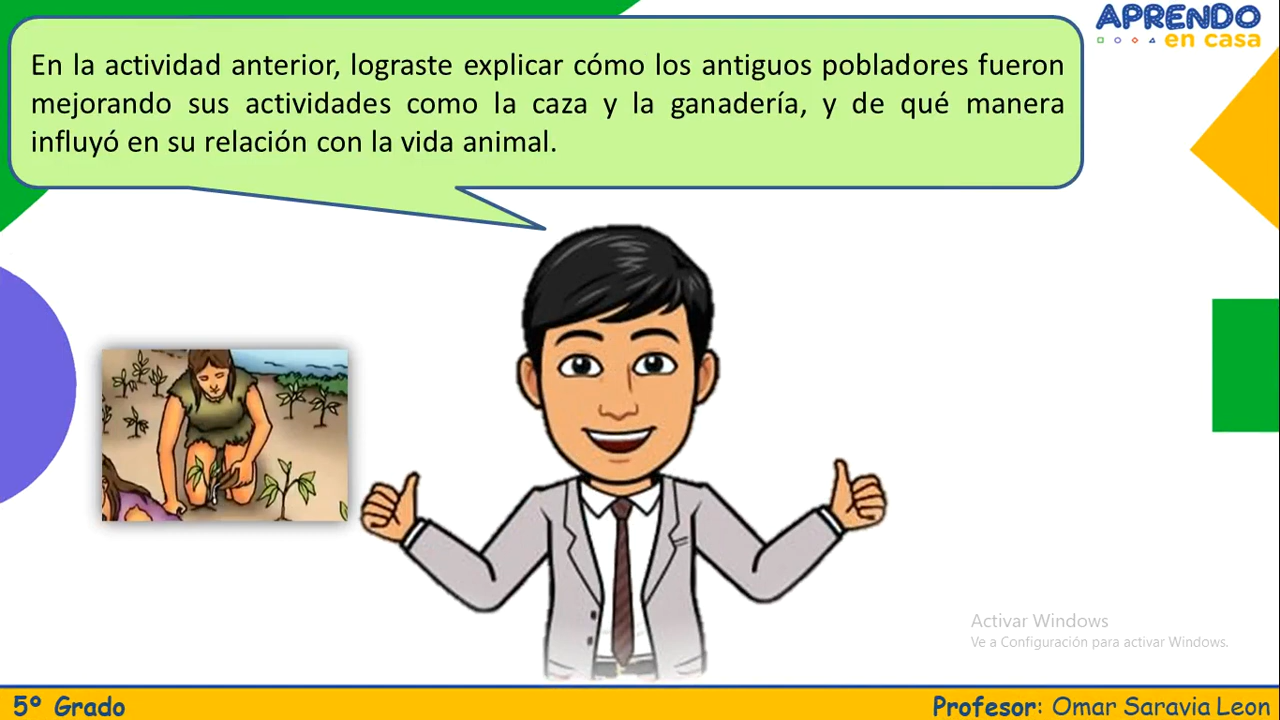 APRENDO
en casa
En la actividad anterior, lograste explicar cómo los antiguos pobladores fueron
mejorando sus actividades como la caza y la ganadería, y de qué manera
influyó en su relación con la vida animal.
Activar Windows
Ve a Configuración para activar Windows.
5º Grado
Profesor: Omar Saravia Leon